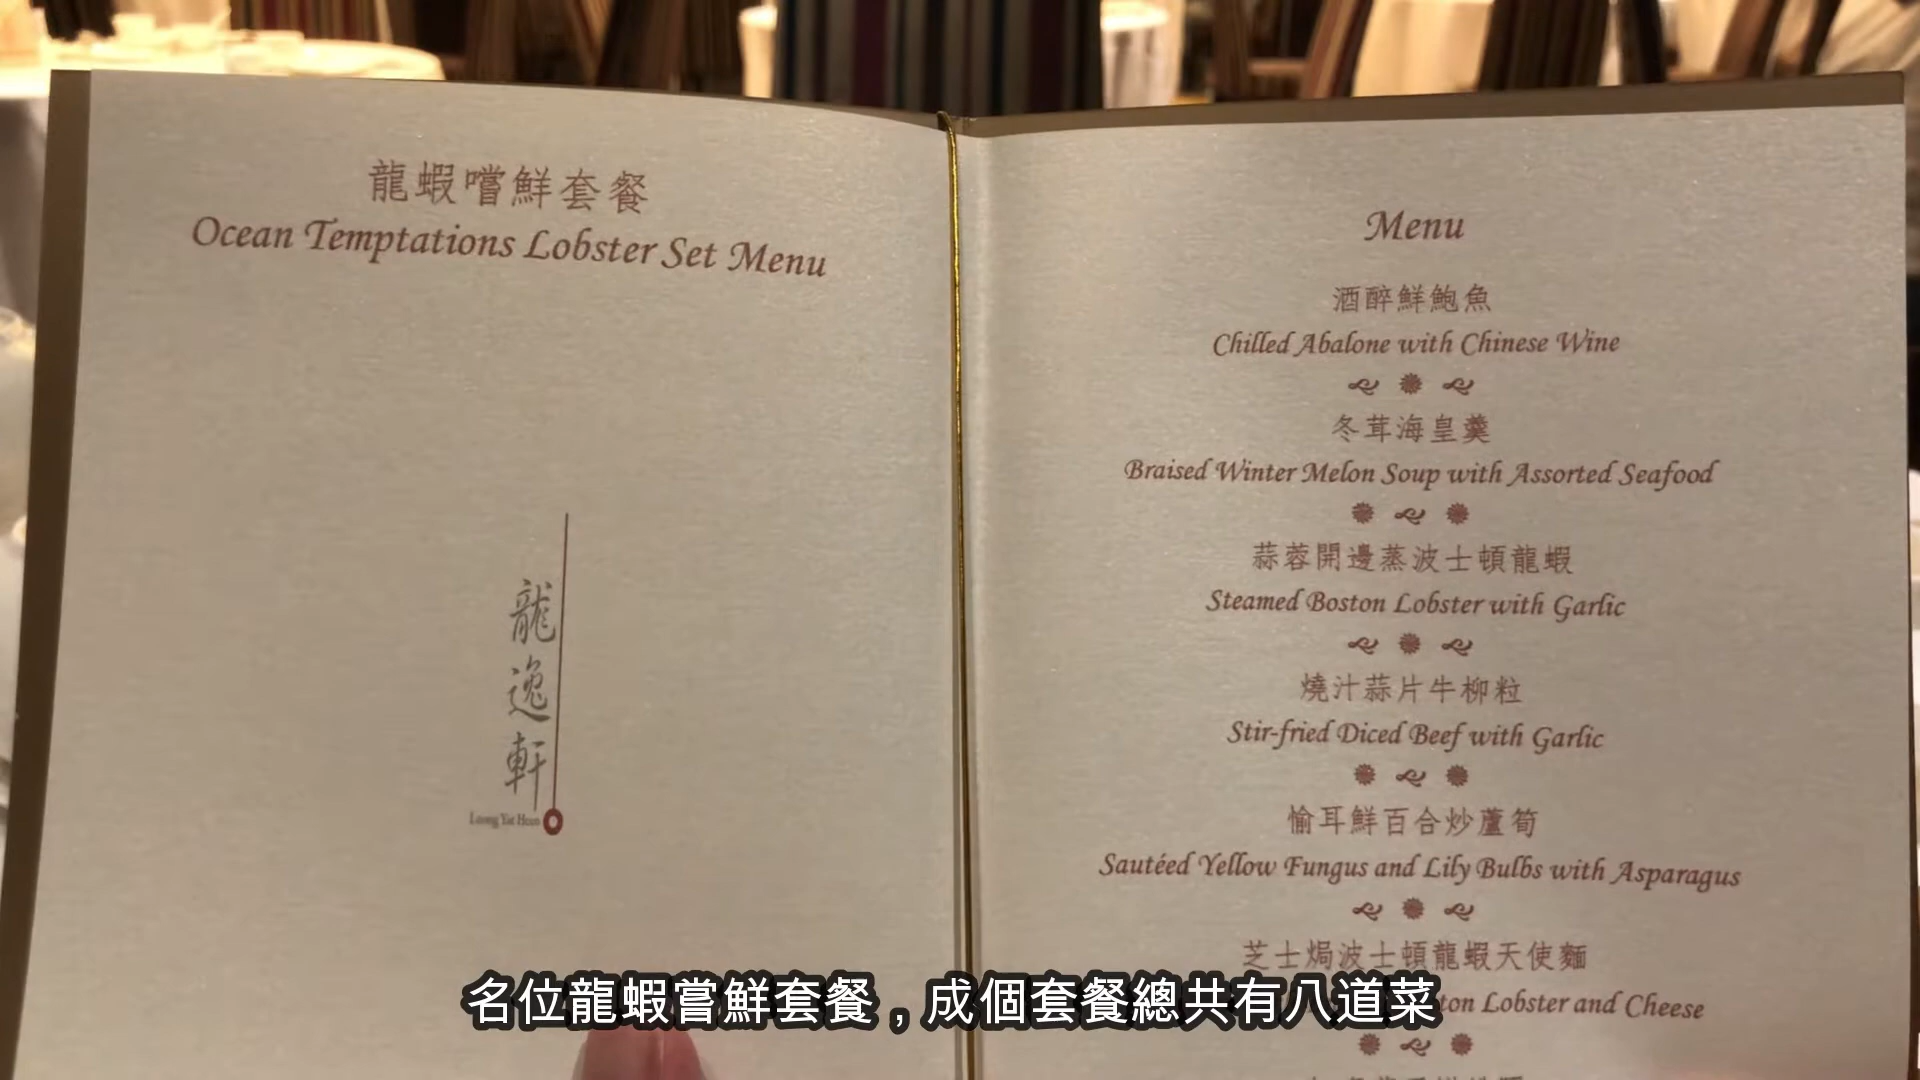 龍蝦嚐鮮套餐
Ocean Temptations Lobster Set Menu
龍逸軒
Loong Yat Heen
Menu
酒醉鮮鮑魚
Chilled Abalone with Chinese Wine
冬茸海皇羹
Braised Winter Melon Soup with Assorted Seafood
蒜蓉開邊蒸波士頓龍蝦
Steamed Boston Lobster with Garlic
燒汁蒜片牛柳粒
Stir-fried Diced Beef with Garlic
愉耳鮮百合炒蘆筍
Sautéed Yellow Fungus and Lily Bulbs with Asparagus
芝士焗波士頓龍蝦天使麵
Lobster and Cheese
名位龍蝦嘗鮮套餐，成個套餐總共有八道菜